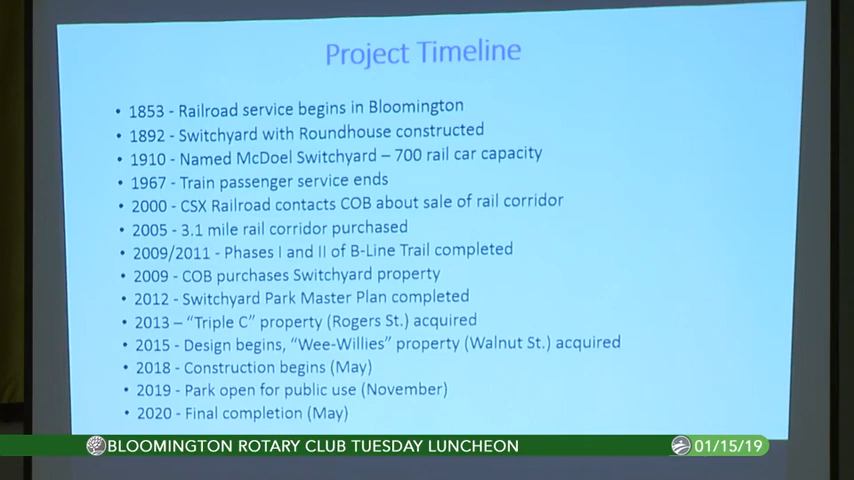 Project Timeline
• 1853 - Railroad service begins in Bloomington
• 1892 - Switchyard with Roundhouse constructed
• 1910 - Named McDoel Switchyard – 700 rail car capacity
• 1967 - Train passenger service ends
• 2000 - CSX Railroad contacts COB about sale of rail corridor
• 2005 - 3.1 mile rail corridor purchased
• 2009/2011 - Phases I and II of B-Line Trail completed
• 2009 - COB purchases Switchyard property
• 2012 - Switchyard Park Master Plan completed
• 2013 – “Triple C” property (Rogers St.) acquired
• 2015 - Design begins, “Wee-Willies” property (Walnut St.) acquired
• 2018 - Construction begins (May)
• 2019 - Park open for public use (November)
• 2020 - Final completion (May)
BLOOMINGTON ROTARY CLUB TUESDAY LUNCHEON 01/15/19